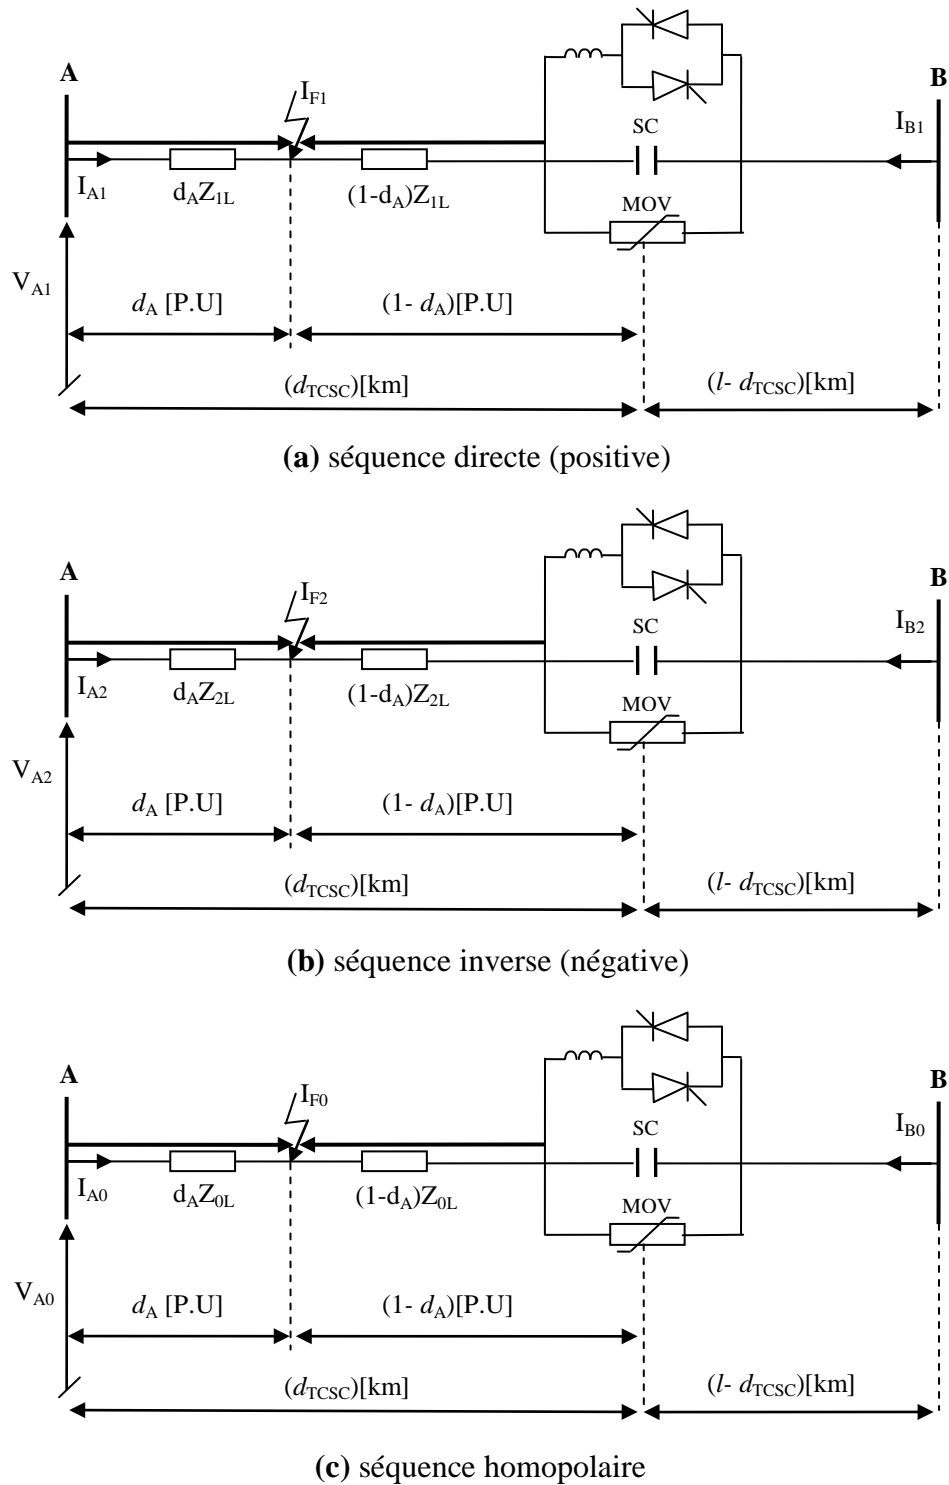 A
B
I_F1
SC
I_B1
I_A1
d_AZ_1L
(1-d_A)Z_1L
MOV
V_A1
d_A [P.U]
(1- d_A)[P.U]
(d_TCSC)[km]
(l- d_TCSC)[km]
(a) séquence directe (positive)
A
B
I_F2
SC
I_B2
I_A2
d_AZ_2L
(1-d_A)Z_2L
MOV
V_A2
d_A [P.U]
(1- d_A)[P.U]
(d_TCSC)[km]
(l- d_TCSC)[km]
(b) séquence inverse (négative)
A
B
I_F0
SC
I_B0
I_A0
d_AZ_0L
(1-d_A)Z_0L
MOV
V_A0
d_A [P.U]
(1- d_A)[P.U]
(d_TCSC)[km]
(l- d_TCSC)[km]
(c) séquence homopolaire